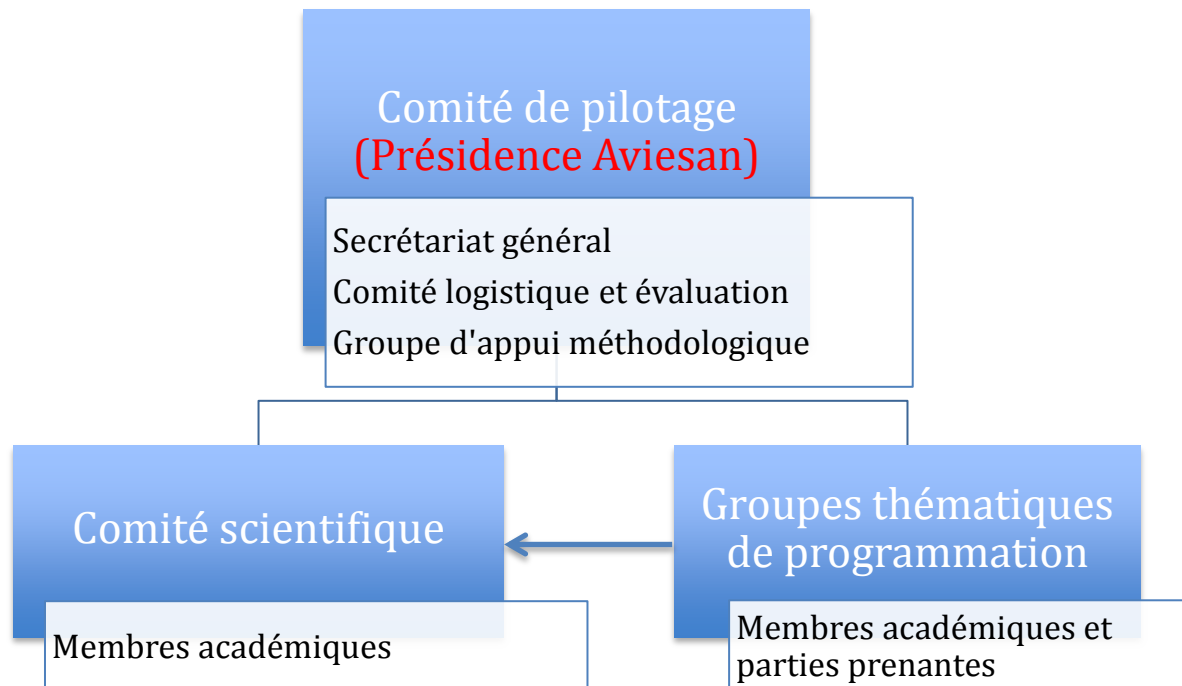 Comité de pilotage
(Présidence Aviesan)
Secrétariat général
Comité logistique et évaluation
Groupe d'appui méthodologique
Comité scientifique
Membres académiques
Groupes thématiques
de programmation
Membres académiques et
parties prenantes